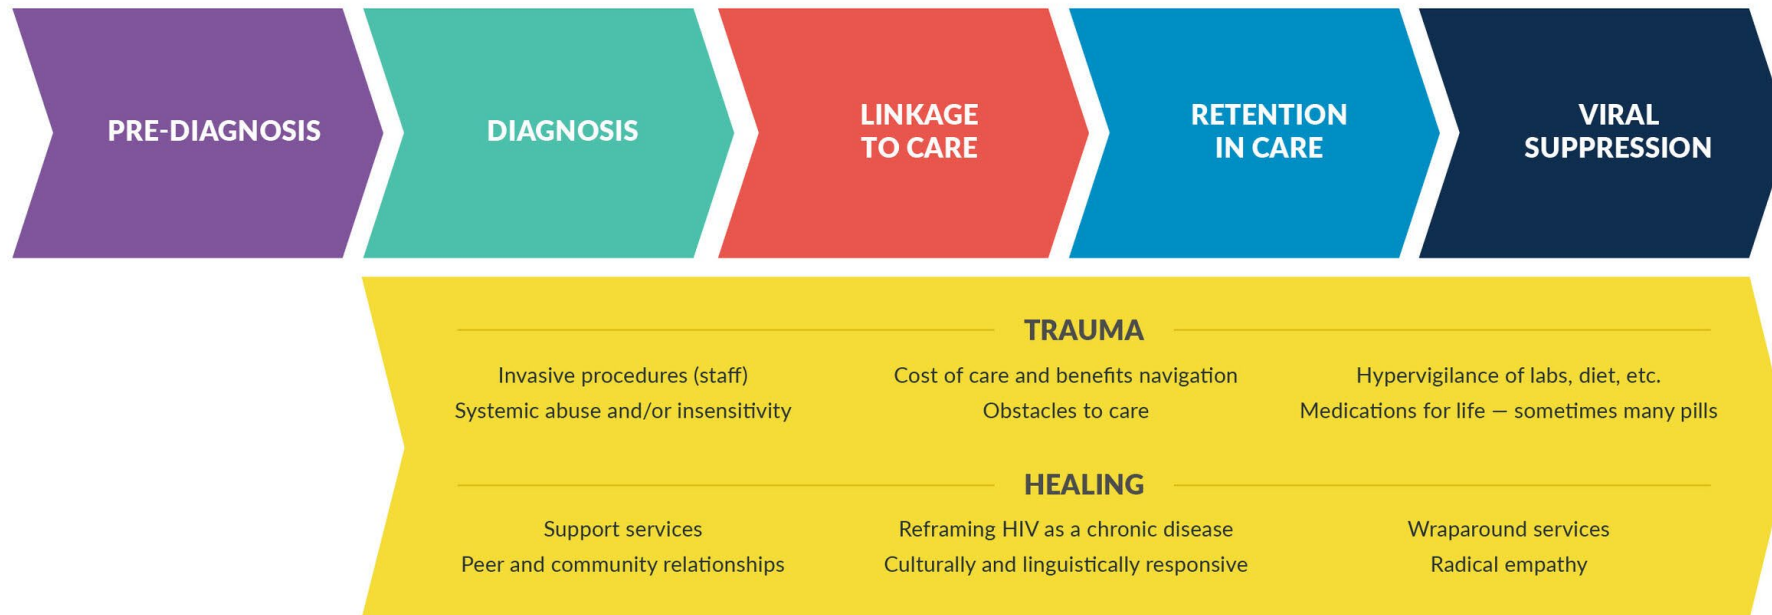 PRE-DIAGNOSIS
DIAGNOSIS
LINKAGE
TO CARE
RETENTION
IN CARE
VIRAL
SUPPRESSION
TRAUMA
Invasive procedures (staff)
Systemic abuse and/or insensitivity
Cost of care and benefits navigation
Obstacles to care
Hypervigilance of labs, diet, etc.
Medications for life — sometimes many pills
HEALING
Support services
Peer and community relationships
Reframing HIV as a chronic disease
Culturally and linguistically responsive
Wraparound services
Radical empathy